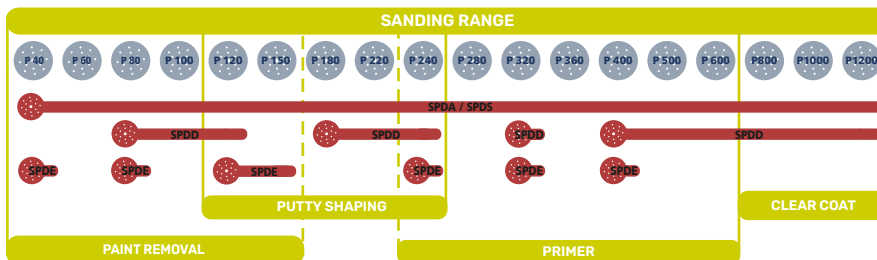 SANDING RANGE
P 40 P 60 P 80 P 100 P 120 P 150 P 180 P 220 P 240 P 280 P 320 P 360 P 400 P 500 P 600 P800 P1000 P1200
SPDA / SPDS
SPDD SPDD SPDD SPDD
SPDE SPDE SPDE SPDE SPDE SPDE
PUTTY SHAPING CLEAR COAT
PAINT REMOVAL PRIMER